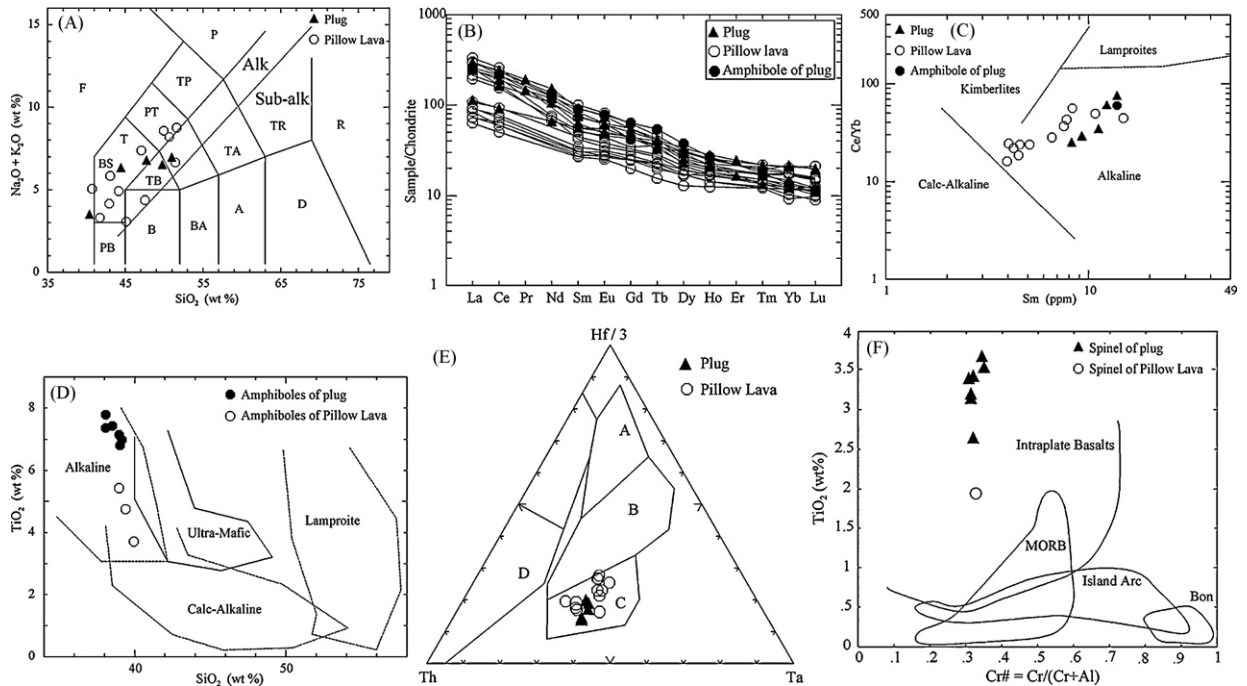 (A)
▲ Plug
○ Pillow Lava
Na₂O + K₂O (wt %)
15
10
5
0
P
F
TP
Alk
PT
Sub-alk
T
TR
R
BS
TA
TB
B
BA
A
D
PB
35
45
55
65
75
SiO₂ (wt %)
(B)
▲ Plug
○ Pillow lava
● Amphibole of plug
Sample/Chondrite
1000
100
10
1
La Ce Pr Nd Sm Eu Gd Tb Dy Ho Er Tm Yb Lu
(C)
▲ Plug
○ Pillow Lava
● Amphibole of plug
Ce/Yb
500
100
10
1
Lamproites
Kimberlites
Calc-Alkaline
Alkaline
1
10
49
Sm (ppm)
(D)
● Amphiboles of plug
○ Amphiboles of Pillow Lava
TiO₂ (wt %)
8
6
4
2
0
Alkaline
Ultra-Mafic
Lamproite
Calc-Alkaline
40
50
SiO₂ (wt %)
(E)
Hf / 3
▲ Plug
○ Pillow Lava
A
B
D
C
Th
Ta
(F)
▲ Spinel of plug
○ Spinel of Pillow Lava
TiO₂ (wt%)
4
3.5
3
2.5
2
1.5
1
.5
0
Intraplate Basalts
MORB
Island Arc
Bon
0 .1 .2 .3 .4 .5 .6 .7 .8 .9 1
Cr# = Cr/(Cr+Al)